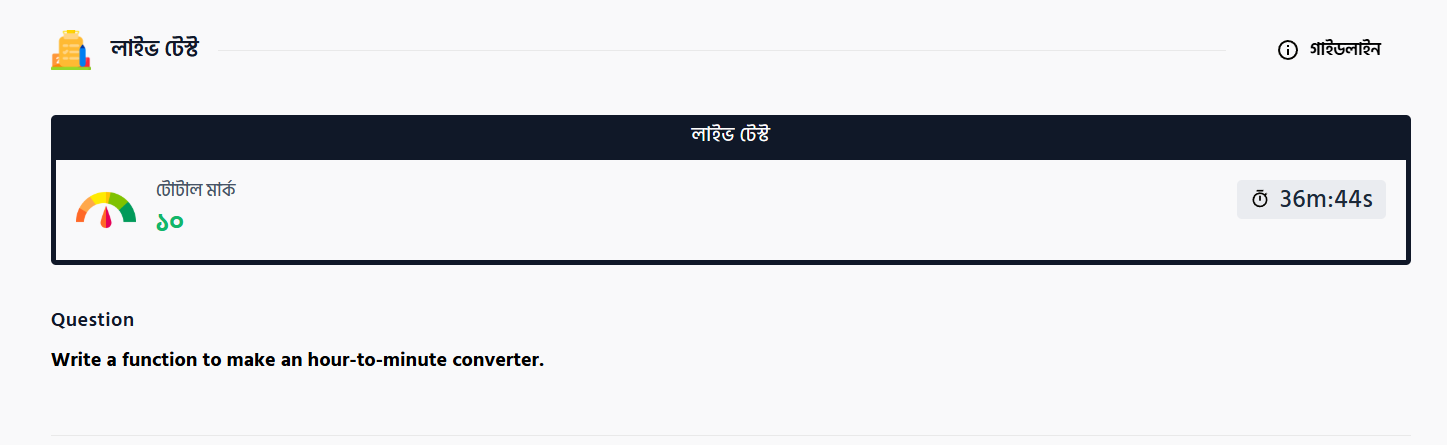 লাইভ টেস্ট
গাইডলাইন
লাইভ টেস্ট
টোটাল মার্ক
১০
36m:44s
Question
Write a function to make an hour-to-minute converter.